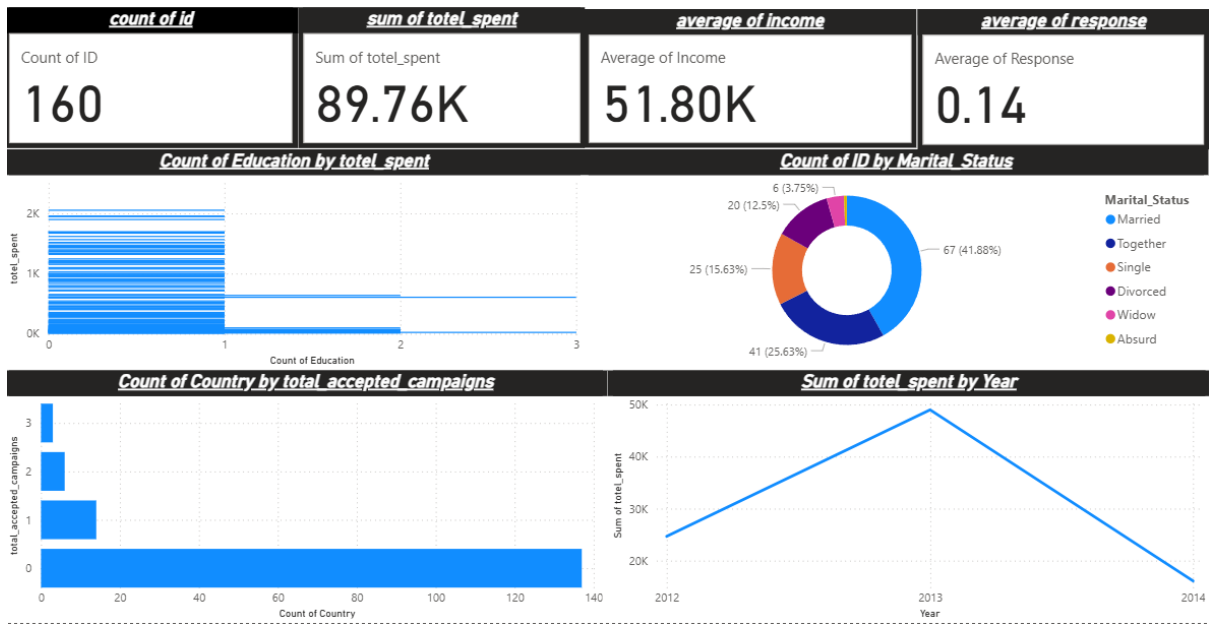 count of id
sum of totel_spent
average of income
average of response
Count of ID
160
Sum of totel_spent
89.76K
Average of Income
51.80K
Average of Response
0.14
Count of Education by totel_spent
Count of ID by Marital_Status
totel_spent
2K
1K
0K
0
1
2
3
Count of Education
6 (3.75%)
20 (12.5%)
25 (15.63%)
41 (25.63%)
67 (41.88%)
Marital_Status
Married
Together
Single
Divorced
Widow
Absurd
Count of Country by total_accepted_campaigns
Sum of totel_spent by Year
total_accepted_campaigns
3
2
1
0
0
20
40
60
80
100
120
140
Count of Country
Sum of totel_spent
50K
40K
30K
20K
2012
2013
2014
Year